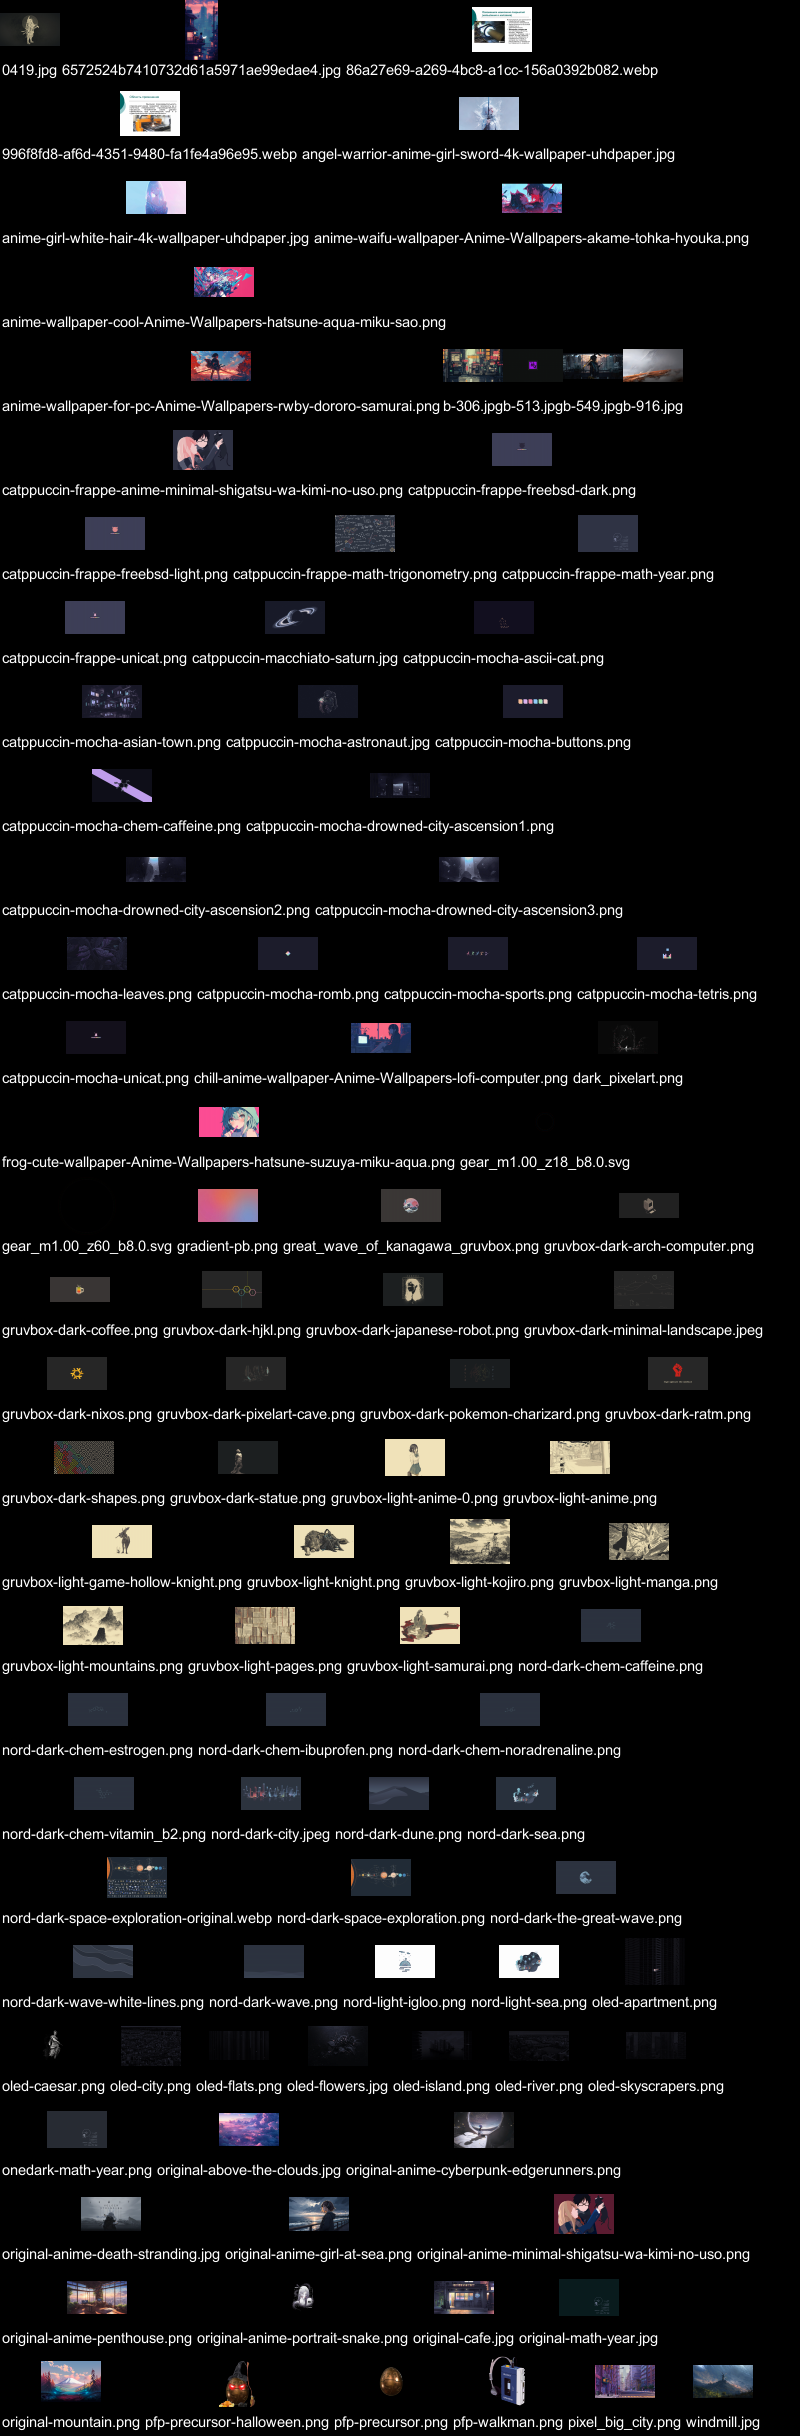 0419.jpg 6572524b7410732d61a5971ae99edae4.jpg 86a27e69-a269-4bc8-a1cc-156a0392b082.webp
996f8fd8-af6d-4351-9480-fa1fe4a96e95.webp angel-warrior-anime-girl-sword-4k-wallpaper-uhdpaper.jpg
anime-girl-white-hair-4k-wallpaper-uhdpaper.jpg anime-waifu-wallpaper-Anime-Wallpapers-akame-tohka-hyouka.png
anime-wallpaper-cool-Anime-Wallpapers-hatsune-aqua-miku-sao.png
anime-wallpaper-for-pc-Anime-Wallpapers-rwby-dororo-samurai.png b-306.jpgb-513.jpgb-549.jpgb-916.jpg
catppuccin-frappe-anime-minimal-shigatsu-wa-kimi-no-uso.png catppuccin-frappe-freebsd-dark.png
catppuccin-frappe-freebsd-light.png catppuccin-frappe-math-trigonometry.png catppuccin-frappe-math-year.png
catppuccin-frappe-unicat.png catppuccin-macchiato-saturn.jpg catppuccin-mocha-ascii-cat.png
catppuccin-mocha-asian-town.png catppuccin-mocha-astronaut.jpg catppuccin-mocha-buttons.png
catppuccin-mocha-chem-caffeine.png catppuccin-mocha-drowned-city-ascension1.png
catppuccin-mocha-drowned-city-ascension2.png catppuccin-mocha-drowned-city-ascension3.png
catppuccin-mocha-leaves.png catppuccin-mocha-romb.png catppuccin-mocha-sports.png catppuccin-mocha-tetris.png
catppuccin-mocha-unicat.png chill-anime-wallpaper-Anime-Wallpapers-lofi-computer.png dark_pixelart.png
frog-cute-wallpaper-Anime-Wallpapers-hatsune-suzuya-miku-aqua.png gear_m1.00_z18_b8.0.svg
gear_m1.00_z60_b8.0.svg gradient-pb.png great_wave_of_kanagawa_gruvbox.png gruvbox-dark-arch-computer.png
gruvbox-dark-coffee.png gruvbox-dark-hjkl.png gruvbox-dark-japanese-robot.png gruvbox-dark-minimal-landscape.jpeg
gruvbox-dark-nixos.png gruvbox-dark-pixelart-cave.png gruvbox-dark-pokemon-charizard.png gruvbox-dark-ratm.png
gruvbox-dark-shapes.png gruvbox-dark-statue.png gruvbox-light-anime-0.png gruvbox-light-anime.png
gruvbox-light-game-hollow-knight.png gruvbox-light-knight.png gruvbox-light-kojiro.png gruvbox-light-manga.png
gruvbox-light-mountains.png gruvbox-light-pages.png gruvbox-light-samurai.png nord-dark-chem-caffeine.png
nord-dark-chem-estrogen.png nord-dark-chem-ibuprofen.png nord-dark-chem-noradrenaline.png
nord-dark-chem-vitamin_b2.png nord-dark-city.jpeg nord-dark-dune.png nord-dark-sea.png
nord-dark-space-exploration-original.webp nord-dark-space-exploration.png nord-dark-the-great-wave.png
nord-dark-wave-white-lines.png nord-dark-wave.png nord-light-igloo.png nord-light-sea.png oled-apartment.png
oled-caesar.png oled-city.png oled-flats.png oled-flowers.jpg oled-island.png oled-river.png oled-skyscrapers.png
onedark-math-year.png original-above-the-clouds.jpg original-anime-cyberpunk-edgerunners.png
original-anime-death-stranding.jpg original-anime-girl-at-sea.png original-anime-minimal-shigatsu-wa-kimi-no-uso.png
original-anime-penthouse.png original-anime-portrait-snake.png original-cafe.jpg original-math-year.jpg
original-mountain.png pfp-precursor-halloween.png pfp-precursor.png pfp-walkman.png pixel_big_city.png windmill.jpg